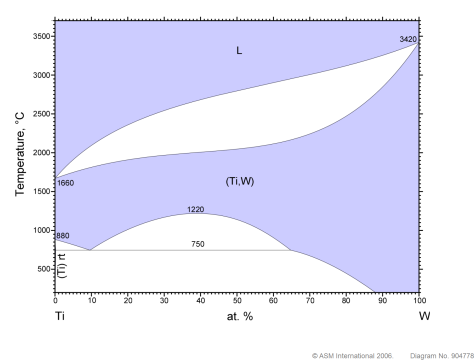 3500
3000
2500
2000
1500
1000
500
Temperature, °C
L
3420
1660
(Ti,W)
1220
880
750
(Ti) rt
0 10 20 30 40 50 60 70 80 90 100
Ti at. % W
© ASM International 2006. Diagram No. 904778